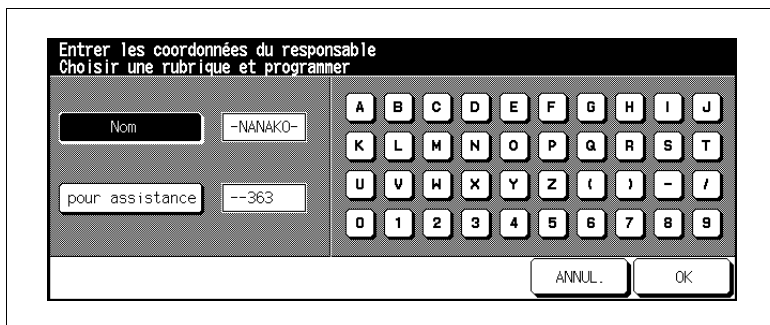 Entrer les coordonnées du responsable
Choisir une rubrique et programmer
Nom -NANAKO-
pour assistance --363
A B C D E F G H I J
K L M N O P Q R S T
U V W X Y Z ( ) - /
0 1 2 3 4 5 6 7 8 9
ANNUL. OK